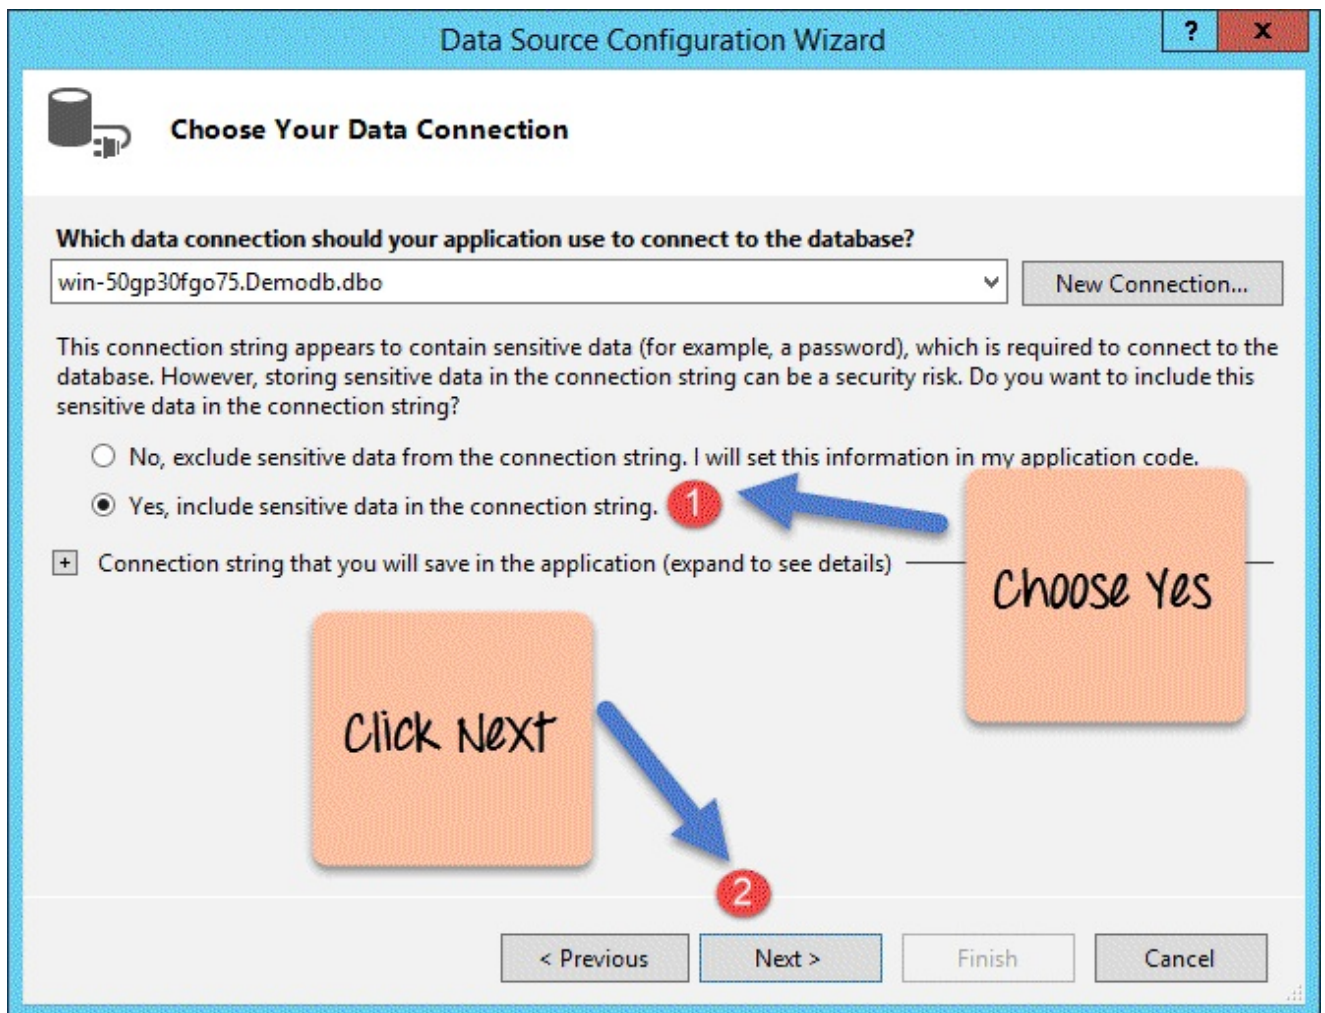 Data Source Configuration Wizard
? x
Choose Your Data Connection
Which data connection should your application use to connect to the database?
win-50gp30fgo75.Demodb.dbo
New Connection...
This connection string appears to contain sensitive data (for example, a password), which is required to connect to the
database. However, storing sensitive data in the connection string can be a security risk. Do you want to include this
sensitive data in the connection string?
No, exclude sensitive data from the connection string. I will set this information in my application code.
Yes, include sensitive data in the connection string. 1
+ Connection string that you will save in the application (expand to see details)
Choose Yes
Click Next
2
< Previous
Next >
Finish
Cancel